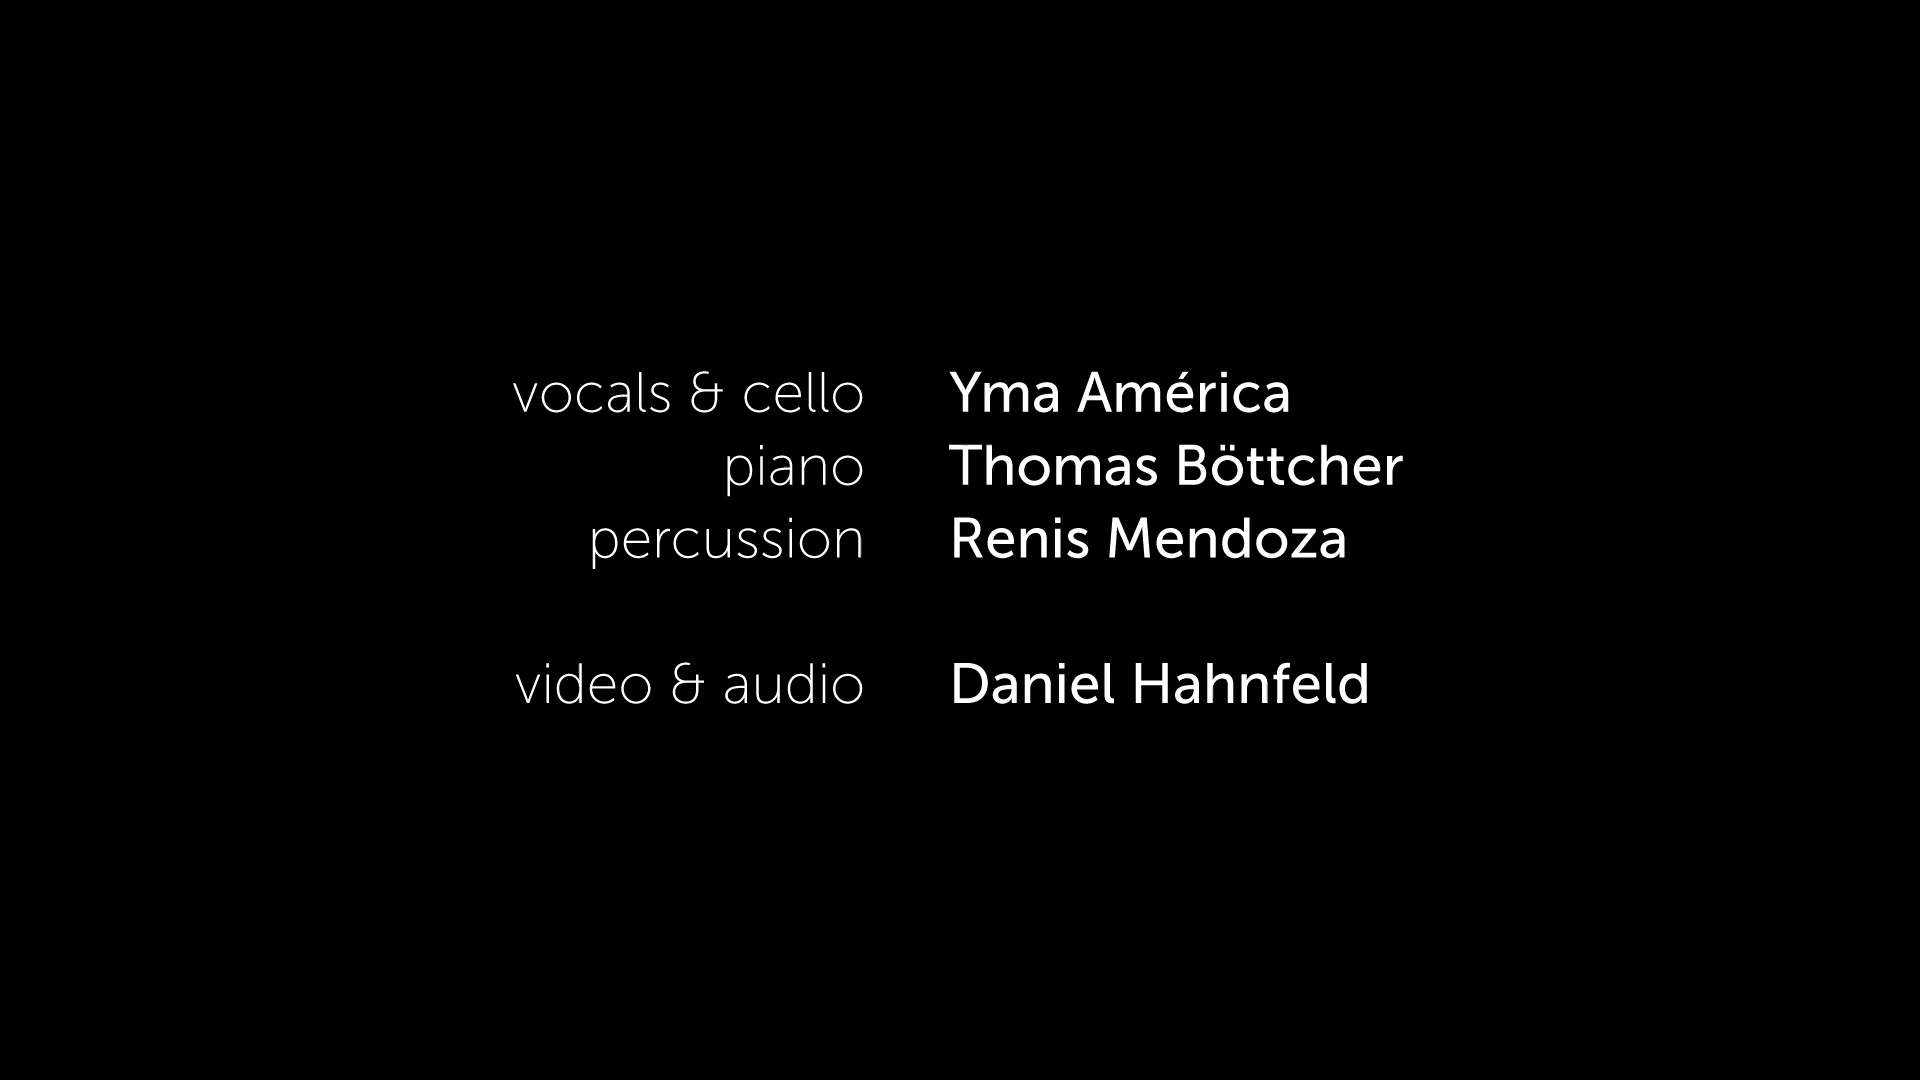 vocals & cello Yma América
piano Thomas Böttcher
percussion Renis Mendoza
video & audio Daniel Hahnfeld